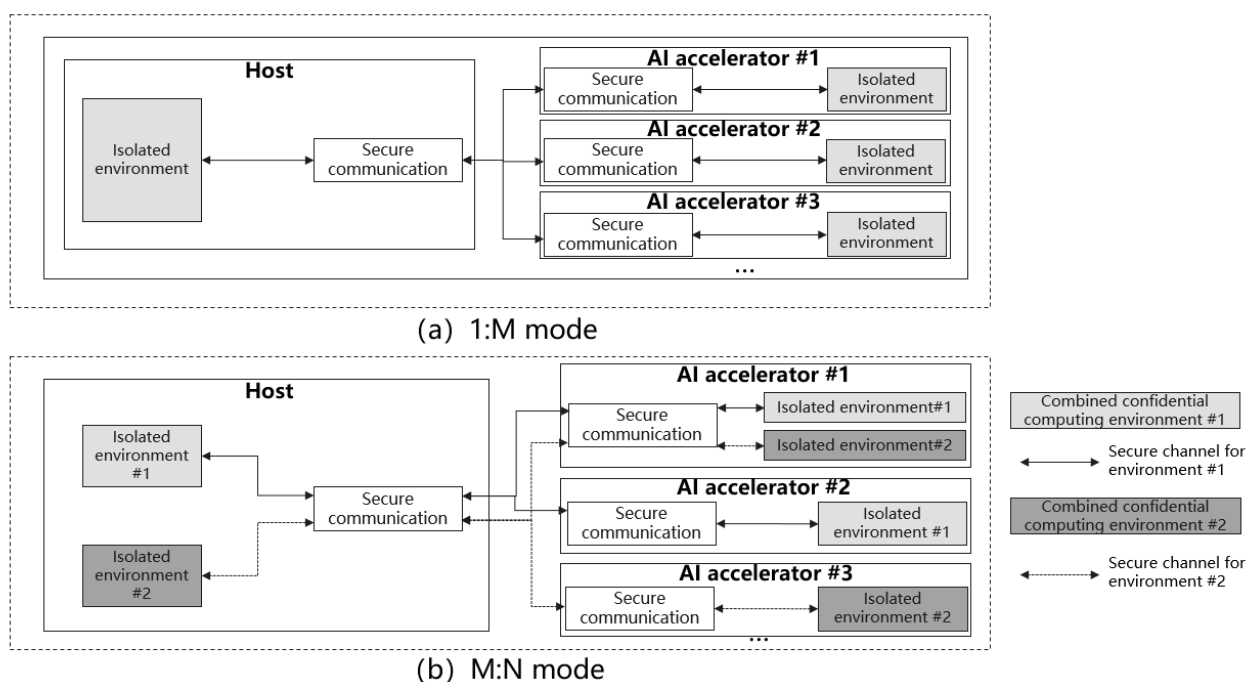 Host
Isolated
environment
Secure
communication
AI accelerator #1
Secure
communication
Isolated
environment
AI accelerator #2
Secure
communication
Isolated
environment
AI accelerator #3
Secure
communication
Isolated
environment
...
(a) 1:M mode
Host
Isolated
environment
#1
Isolated
environment
#2
Secure
communication
AI accelerator #1
Secure
communication
Isolated environment#1
Isolated environment#2
AI accelerator #2
Secure
communication
Isolated
environment #1
AI accelerator #3
Secure
communication
Isolated
environment #2
...
(b) M:N mode
Combined confidential
computing environment #1
Secure channel for
environment #1
Combined confidential
computing environment #2
Secure channel for
environment #2